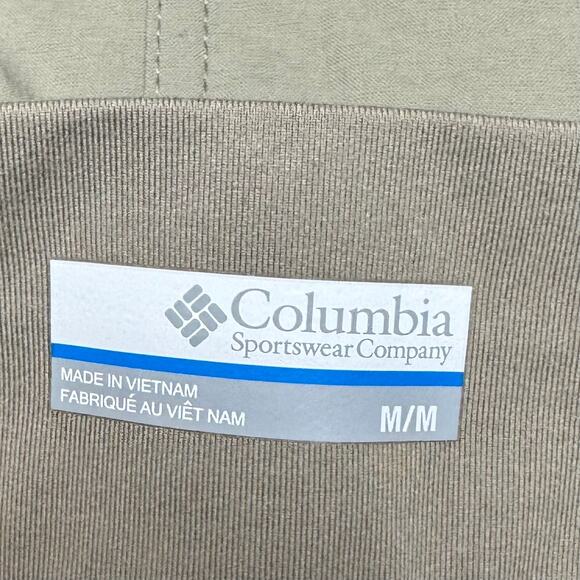 Columbia
Sportswear Company
MADE IN VIETNAM
FABRIQUÉ AU VIÊT NAM
M/M